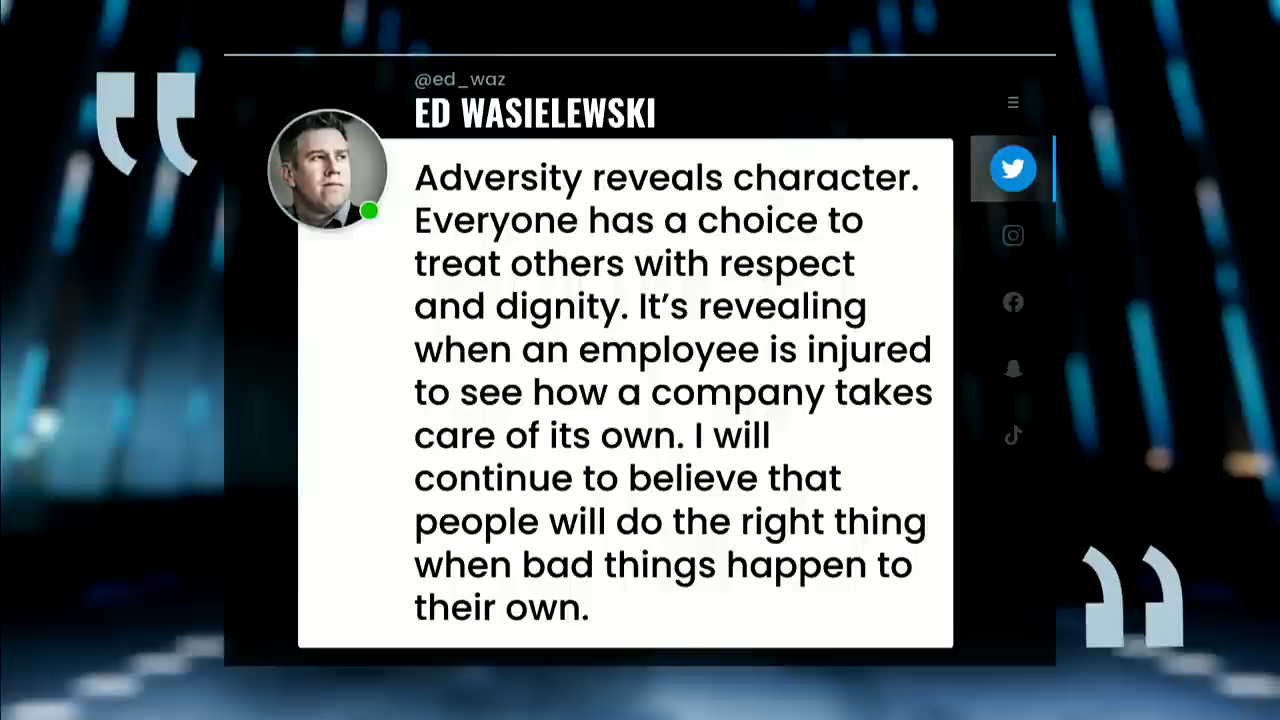 @ed_waz
ED WASIELEWSKI
Adversity reveals character.
Everyone has a choice to
treat others with respect
and dignity. It’s revealing
when an employee is injured
to see how a company takes
care of its own. I will
continue to believe that
people will do the right thing
when bad things happen to
their own.